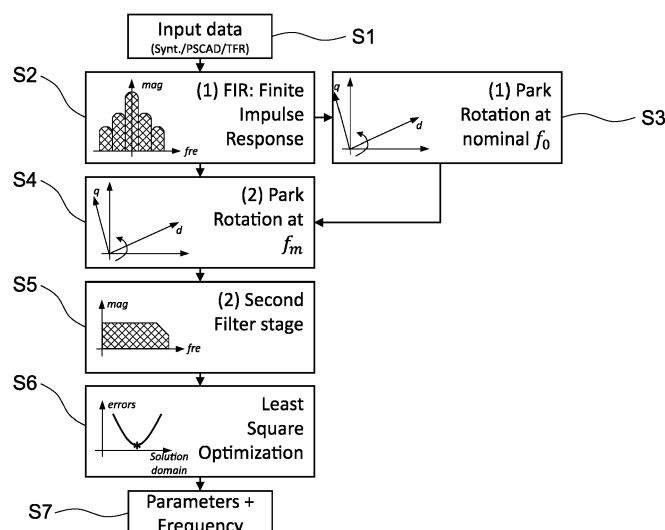 Input data
(Synt./PSCAD/TFR)
S1
S2
mag
fre
(1) FIR: Finite
Impulse
Response
q
d
(1) Park
Rotation at
nominal f0
S3
S4
q
d
(2) Park
Rotation at
fm
S5
mag
fre
(2) Second
Filter stage
S6
errors
Solution
domain
Least
Square
Optimization
S7
Parameters +
Frequency